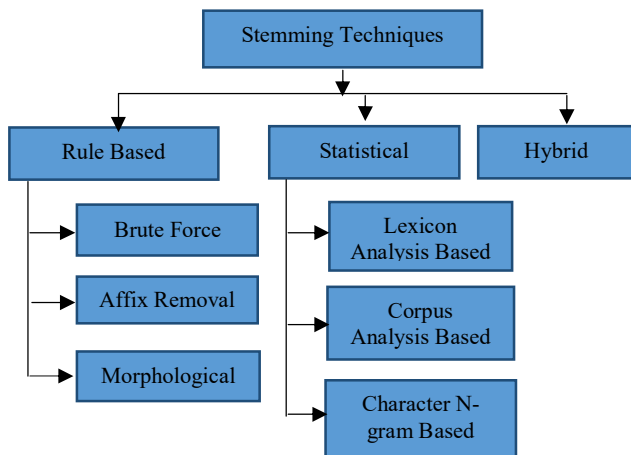 Stemming Techniques
Rule Based
Statistical
Hybrid
Brute Force
Affix Removal
Morphological
Lexicon
Analysis Based
Corpus
Analysis Based
Character N-
gram Based